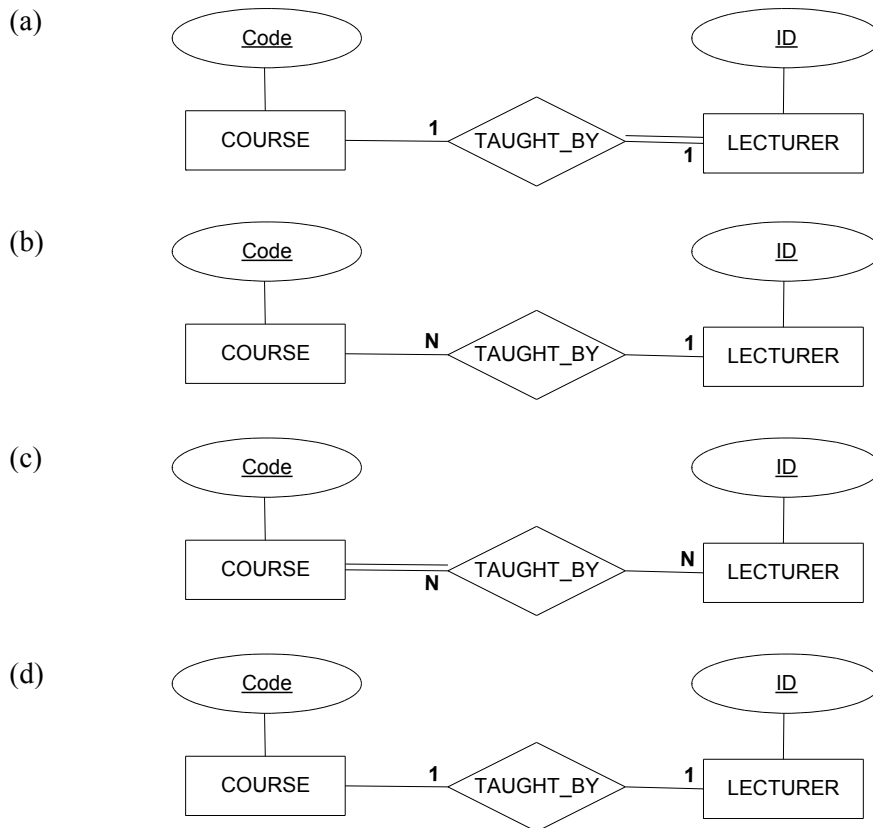 (a)
Code ID
COURSE 1 TAUGHT_BY 1 LECTURER
(b)
Code ID
COURSE N TAUGHT_BY 1 LECTURER
(c)
Code ID
COURSE N TAUGHT_BY N LECTURER
(d)
Code ID
COURSE 1 TAUGHT_BY 1 LECTURER